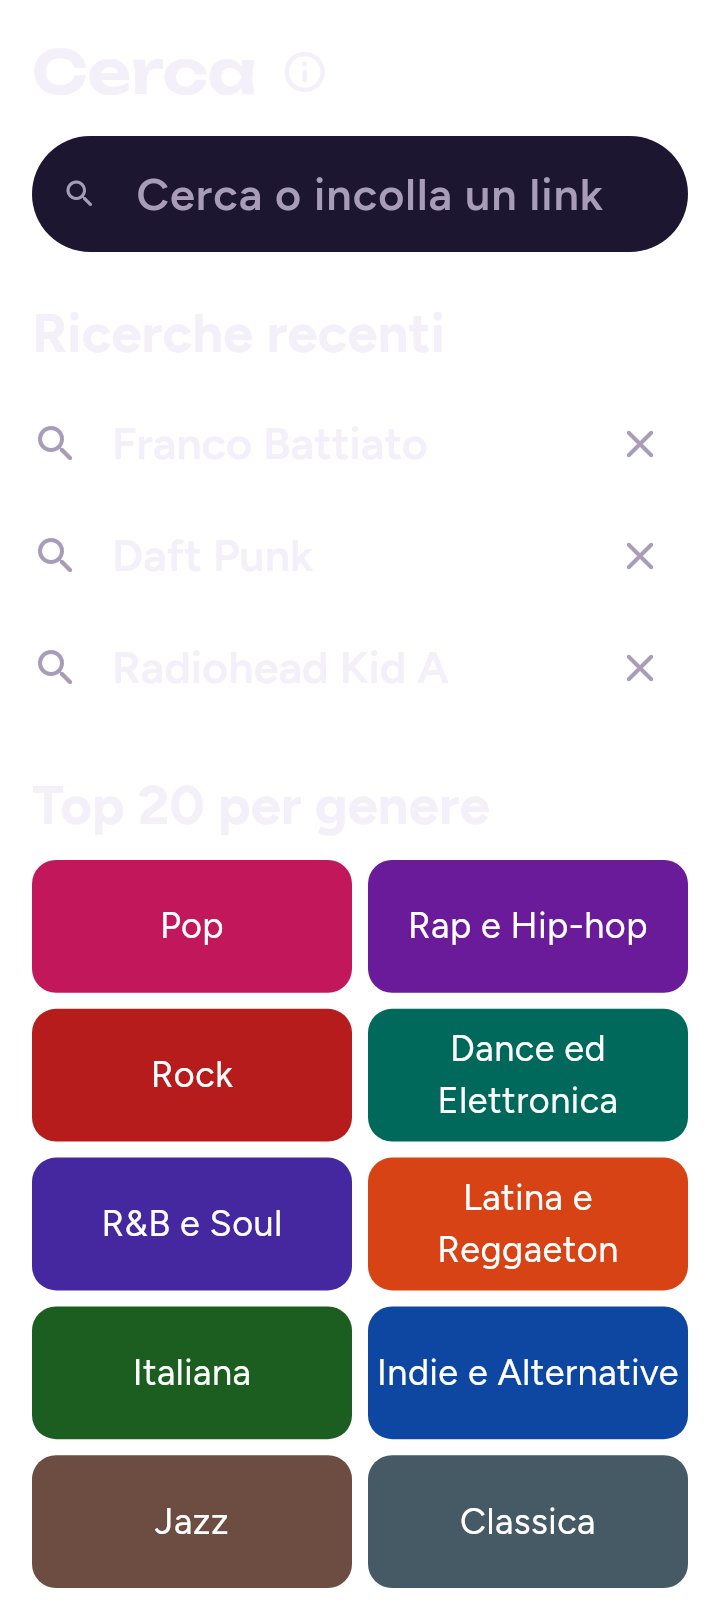 Cerca
Cerca o incolla un link
Ricerche recenti
Franco Battiato
Daft Punk
Radiohead Kid A
Top 20 per genere
Pop
Rap e Hip-hop
Rock
Dance ed
Elettronica
R&B e Soul
Latina e
Reggaeton
Italiana
Indie e Alternative
Jazz
Classica